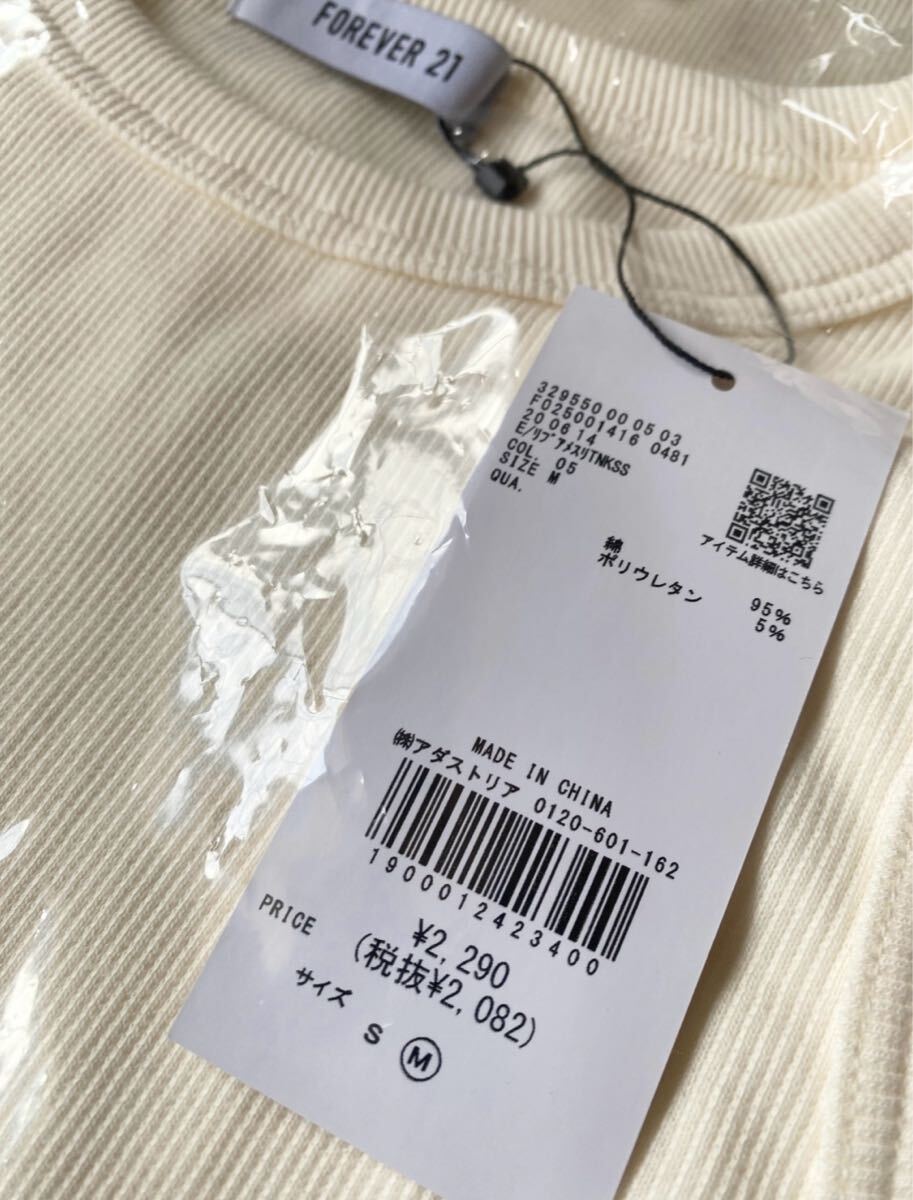 FOREVER 21
329550 00 05 03
F025001416 0481
20 06 14
E/ﾘﾌﾞｱﾒｽﾘTNKSS
COL. 05
SIZE M
QUA.
アイテム詳細はこちら
綿 95%
ポリウレタン 5%
MADE IN CHINA
㈱アダストリア 0120-601-162
1900012423400
PRICE ¥2,290
(税抜¥2,082)
サイズ S Ⓜ